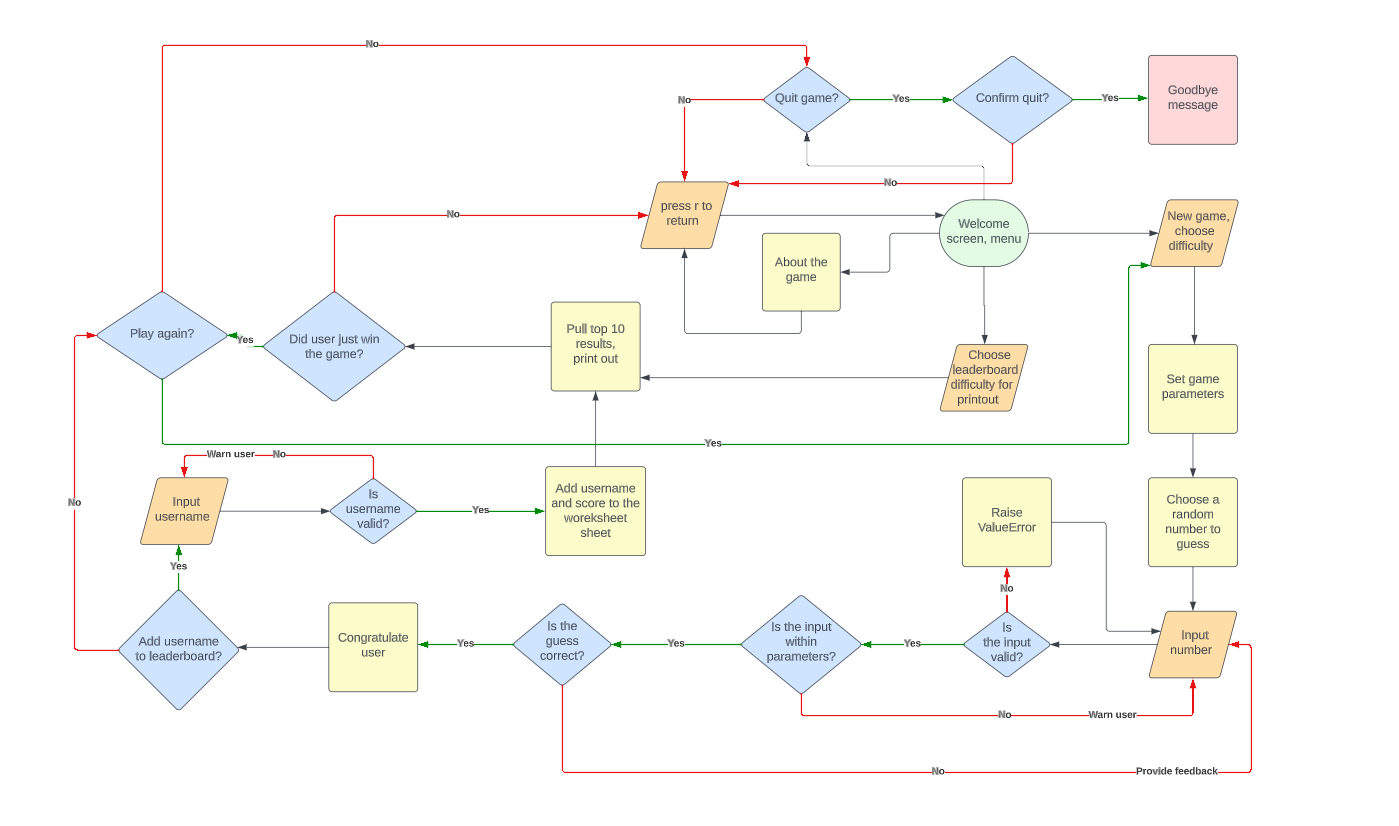 No
Quit game?
Yes
Confirm quit?
Yes
Goodbye
message
No
No
press r to
return
No
Welcome
screen, menu
New game,
choose
difficulty
About the
game
Play again?
Yes
Did user just win
the game?
Pull top 10
results,
print out
Choose
leaderboard
difficulty for
printout
Set game
parameters
Yes
Warn user
No
No
Input
username
Is
username
valid?
Yes
Add username
and score to the
woreksheet
sheet
Raise
ValueError
Choose a
random
number to
guess
Yes
No
Add username
to leaderboard?
Congratulate
user
Yes
Is the
guess
correct?
Yes
Is the input
within
parameters?
Yes
Is
the input
valid?
Input
number
No
Warn user
No
Provide feedback